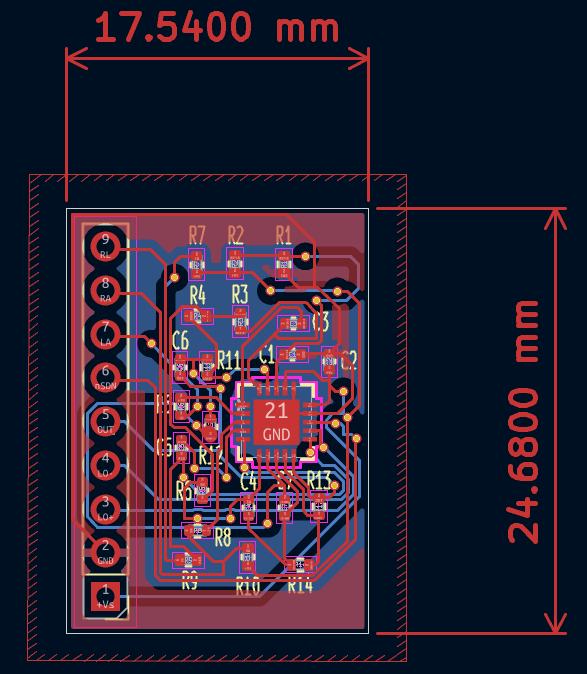 17.5400 mm
24.6800 mm
R7
R2
R1
R4
R3
C3
C6
R11
C1
C2
21
GND
R12
R6
C4
R13
R8
R9
R10
R14
9
RL
8
RA
7
LA
6
nSDN
5
OUT
4
LO-
3
LO+
2
GND
1
+Vs